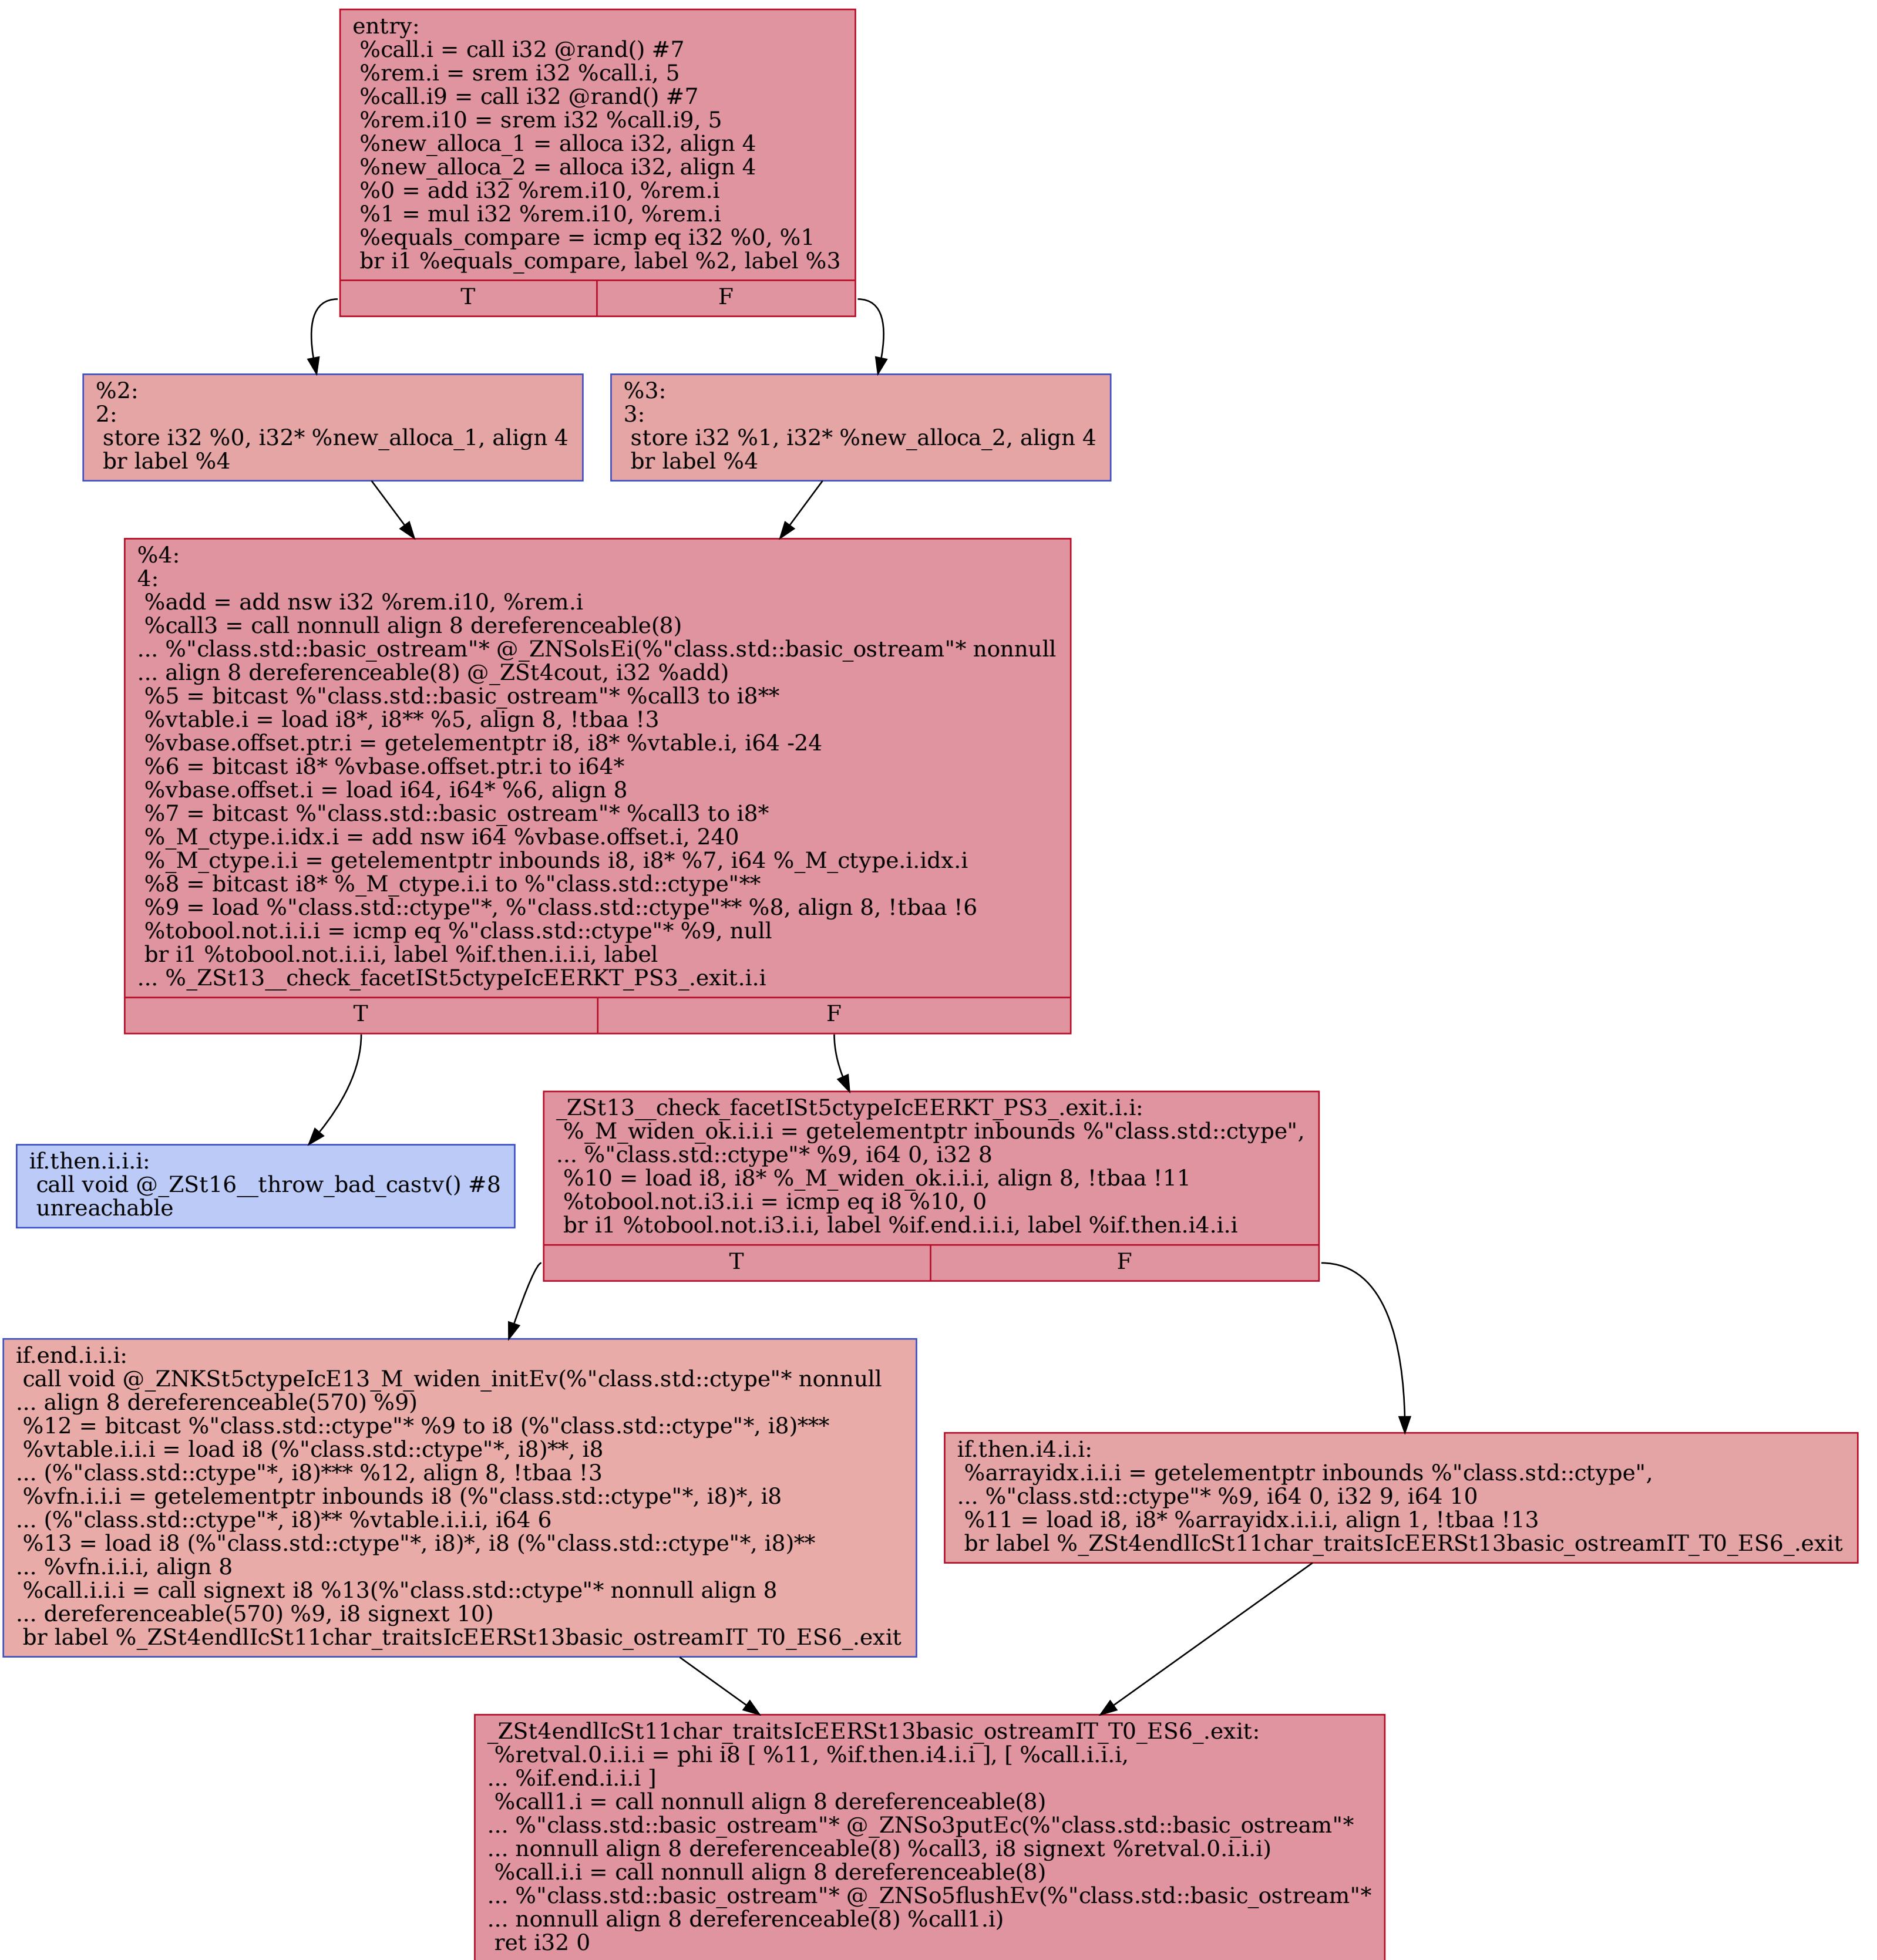 entry:
%call.i = call i32 @rand() #7
%rem.i = srem i32 %call.i, 5
%call.i9 = call i32 @rand() #7
%rem.i10 = srem i32 %call.i9, 5
%new_alloca_1 = alloca i32, align 4
%new_alloca_2 = alloca i32, align 4
%0 = add i32 %rem.i10, %rem.i
%1 = mul i32 %rem.i10, %rem.i
%equals_compare = icmp eq i32 %0, %1
br i1 %equals_compare, label %2, label %3
T
F
%2:
2:
store i32 %0, i32* %new_alloca_1, align 4
br label %4
%3:
3:
store i32 %1, i32* %new_alloca_2, align 4
br label %4
%4:
4:
%add = add nsw i32 %rem.i10, %rem.i
%call3 = call nonnull align 8 dereferenceable(8)
... %"class.std::basic_ostream"* @_ZNSolsEi(%"class.std::basic_ostream"* nonnull
... align 8 dereferenceable(8) @_ZSt4cout, i32 %add)
%5 = bitcast %"class.std::basic_ostream"* %call3 to i8**
%vtable.i = load i8*, i8** %5, align 8, !tbaa !3
%vbase.offset.ptr.i = getelementptr i8, i8* %vtable.i, i64 -24
%6 = bitcast i8* %vbase.offset.ptr.i to i64*
%vbase.offset.i = load i64, i64* %6, align 8
%7 = bitcast %"class.std::basic_ostream"* %call3 to i8*
%_M_ctype.i.idx.i = add nsw i64 %vbase.offset.i, 240
%_M_ctype.i.i = getelementptr inbounds i8, i8* %7, i64 %_M_ctype.i.idx.i
%8 = bitcast i8* %_M_ctype.i.i to %"class.std::ctype"**
%9 = load %"class.std::ctype"*, %"class.std::ctype"** %8, align 8, !tbaa !6
%tobool.not.i.i.i = icmp eq %"class.std::ctype"* %9, null
br i1 %tobool.not.i.i.i, label %if.then.i.i.i, label
... %_ZSt13__check_facetISt5ctypeIcEERKT_PS3_.exit.i.i
T
F
if.then.i.i.i:
call void @_ZSt16__throw_bad_castv() #8
unreachable
_ZSt13__check_facetISt5ctypeIcEERKT_PS3_.exit.i.i:
%_M_widen_ok.i.i.i = getelementptr inbounds %"class.std::ctype",
... %"class.std::ctype"* %9, i64 0, i32 8
%10 = load i8, i8* %_M_widen_ok.i.i.i, align 8, !tbaa !11
%tobool.not.i3.i.i = icmp eq i8 %10, 0
br i1 %tobool.not.i3.i.i, label %if.end.i.i.i, label %if.then.i4.i.i
T
F
if.end.i.i.i:
call void @_ZNKSt5ctypeIcE13_M_widen_initEv(%"class.std::ctype"* nonnull
... align 8 dereferenceable(570) %9)
%12 = bitcast %"class.std::ctype"* %9 to i8 (%"class.std::ctype"*, i8)***
%vtable.i.i.i = load i8 (%"class.std::ctype"*, i8)**, i8
... (%"class.std::ctype"*, i8)*** %12, align 8, !tbaa !3
%vfn.i.i.i = getelementptr inbounds i8 (%"class.std::ctype"*, i8)*, i8
... (%"class.std::ctype"*, i8)** %vtable.i.i.i, i64 6
%13 = load i8 (%"class.std::ctype"*, i8)*, i8 (%"class.std::ctype"*, i8)**
... %vfn.i.i.i, align 8
%call.i.i.i = call signext i8 %13(%"class.std::ctype"* nonnull align 8
... dereferenceable(570) %9, i8 signext 10)
br label %_ZSt4endlIcSt11char_traitsIcEERSt13basic_ostreamIT_T0_ES6_.exit
if.then.i4.i.i:
%arrayidx.i.i.i = getelementptr inbounds %"class.std::ctype",
... %"class.std::ctype"* %9, i64 0, i32 9, i64 10
%11 = load i8, i8* %arrayidx.i.i.i, align 1, !tbaa !13
br label %_ZSt4endlIcSt11char_traitsIcEERSt13basic_ostreamIT_T0_ES6_.exit
_ZSt4endlIcSt11char_traitsIcEERSt13basic_ostreamIT_T0_ES6_.exit:
%retval.0.i.i.i = phi i8 [ %11, %if.then.i4.i.i ], [ %call.i.i.i,
... %if.end.i.i.i ]
%call1.i = call nonnull align 8 dereferenceable(8)
... %"class.std::basic_ostream"* @_ZNSo3putEc(%"class.std::basic_ostream"*
... nonnull align 8 dereferenceable(8) %call3, i8 signext %retval.0.i.i.i)
%call.i.i = call nonnull align 8 dereferenceable(8)
... %"class.std::basic_ostream"* @_ZNSo5flushEv(%"class.std::basic_ostream"*
... nonnull align 8 dereferenceable(8) %call1.i)
ret i32 0